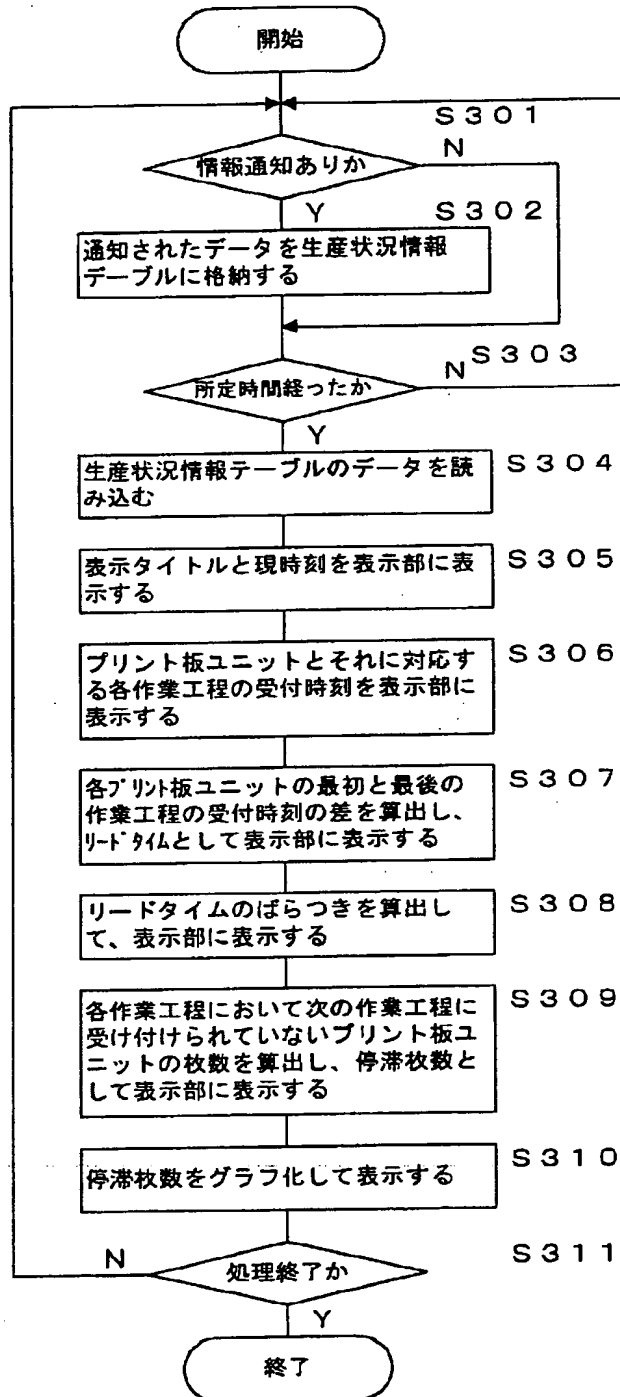 開始
S301
情報通知ありか
N
Y
S302
通知されたデータを生産状況情報
デーブルに格納する
S303
所定時間経ったか
N
Y
S304
生産状況情報テーブルのデータを読
み込む
S305
表示タイトルと現時刻を表示部に表
示する
S306
プリント板ユニットとそれに対応す
る各作業工程の受付時刻を表示部に
表示する
S307
各プリント板ユニットの最初と最後の
作業工程の受付時刻の差を算出し、
リードタイムとして表示部に表示する
S308
リードタイムのばらつきを算出し
て、表示部に表示する
S309
各作業工程において次の作業工程に
受け付けられていないプリント板ユ
ニットの枚数を算出し、停滞枚数と
して表示部に表示する
S310
停滞枚数をグラフ化して表示する
S311
N
処理終了か
Y
終了